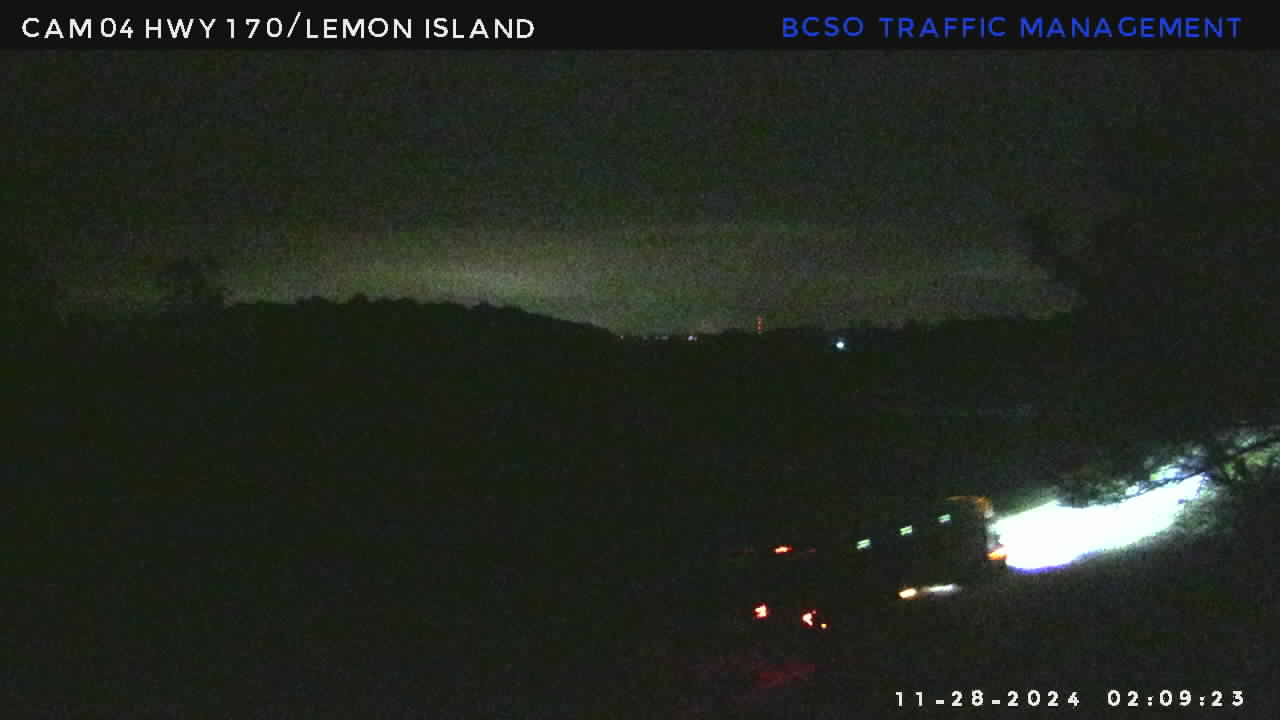 CAM04 HWY 170/LEMON ISLAND
BCSO TRAFFIC MANAGEMENT
11-28-2024 02:09:23